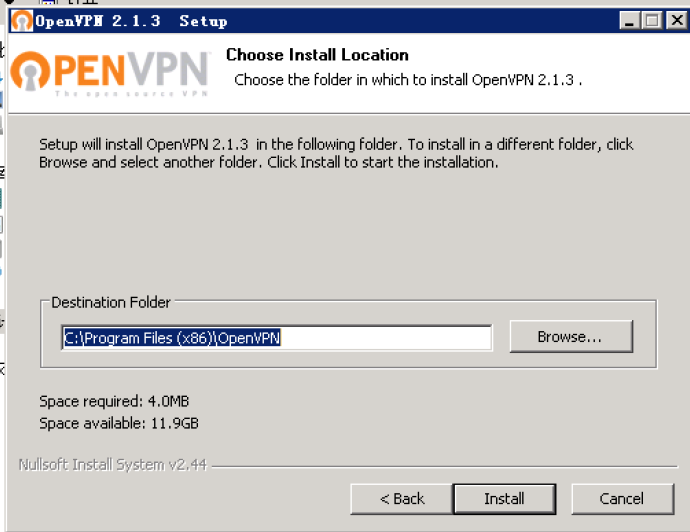 OpenVPN 2.1.3 Setup
OPENVPN
The open source VPN
Choose Install Location
Choose the folder in which to install OpenVPN 2.1.3 .
Setup will install OpenVPN 2.1.3 in the following folder. To install in a different folder, click
Browse and select another folder. Click Install to start the installation.
Destination Folder
C:\Program Files (x86)\OpenVPN
Browse...
Space required: 4.0MB
Space available: 11.9GB
Nullsoft Install System v2.44
< Back
Install
Cancel